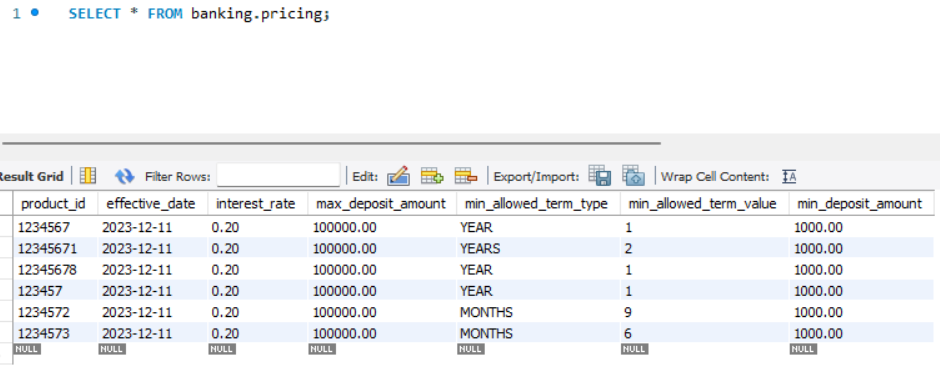 1 SELECT * FROM banking.pricing;
Result Grid Filter Rows: Edit: Export/Import: Wrap Cell Content: IA
product_id effective_date interest_rate max_deposit_amount min_allowed_term_type min_allowed_term_value min_deposit_amount
1234567 2023-12-11 0.20 100000.00 YEAR 1 1000.00
12345671 2023-12-11 0.20 100000.00 YEARS 2 1000.00
12345678 2023-12-11 0.20 100000.00 YEAR 1 1000.00
123457 2023-12-11 0.20 100000.00 YEAR 1 1000.00
1234572 2023-12-11 0.20 100000.00 MONTHS 9 1000.00
1234573 2023-12-11 0.20 100000.00 MONTHS 6 1000.00
NULL NULL NULL NULL NULL NULL NULL